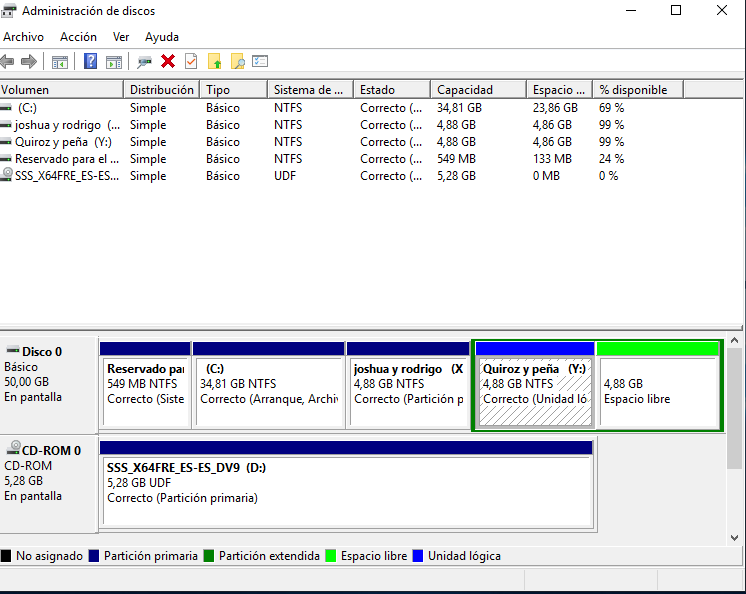 Administración de discos
Archivo Acción Ver Ayuda
Volumen Distribución Tipo Sistema de ... Estado Capacidad Espacio ... % disponible
(C:) Simple Básico NTFS Correcto (... 34,81 GB 23,86 GB 69 %
joshua y rodrigo (... Simple Básico NTFS Correcto (... 4,88 GB 4,86 GB 99 %
Quiroz y peña (Y:) Simple Básico NTFS Correcto (... 4,88 GB 4,86 GB 99 %
Reservado para el ... Simple Básico NTFS Correcto (... 549 MB 133 MB 24 %
SSS_X64FRE_ES-ES... Simple Básico UDF Correcto (... 5,28 GB 0 MB 0 %
Disco 0
Básico
50,00 GB
En pantalla
Reservado par
549 MB NTFS
Correcto (Siste
(C:)
34,81 GB NTFS
Correcto (Arranque, Archiv
joshua y rodrigo (X
4,88 GB NTFS
Correcto (Partición p
Quiroz y peña (Y:)
4,88 GB NTFS
Correcto (Unidad ló
4,88 GB
Espacio libre
CD-ROM 0
CD-ROM
5,28 GB
En pantalla
SSS_X64FRE_ES-ES_DV9 (D:)
5,28 GB UDF
Correcto (Partición primaria)
No asignado Partición primaria Partición extendida Espacio libre Unidad lógica